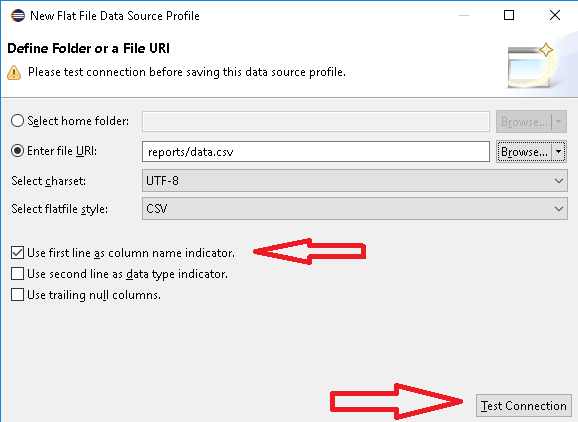 New Flat File Data Source Profile
Define Folder or a File URI
Please test connection before saving this data source profile.
Select home folder:
Browse...
Enter file URI:
reports/data.csv
Browse...
Select charset:
UTF-8
Select flatfile style:
CSV
Use first line as column name indicator.
Use second line as data type indicator.
Use trailing null columns.
Test Connection